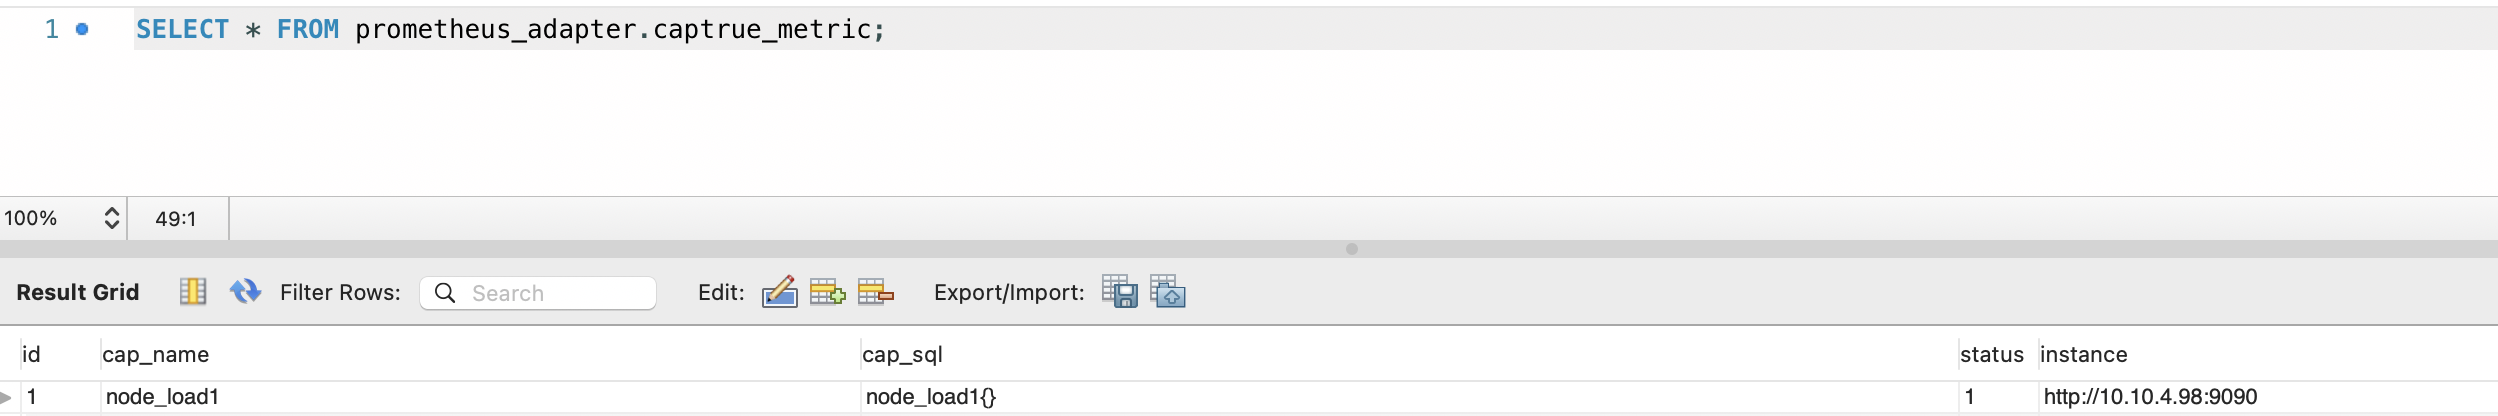 1 SELECT * FROM prometheus_adapter.captrue_metric;
100% 49:1
Result Grid Filter Rows: Search Edit: Export/Import:
id cap_name cap_sql status instance
1 node_load1 node_load1{} 1 http://10.10.4.98:9090